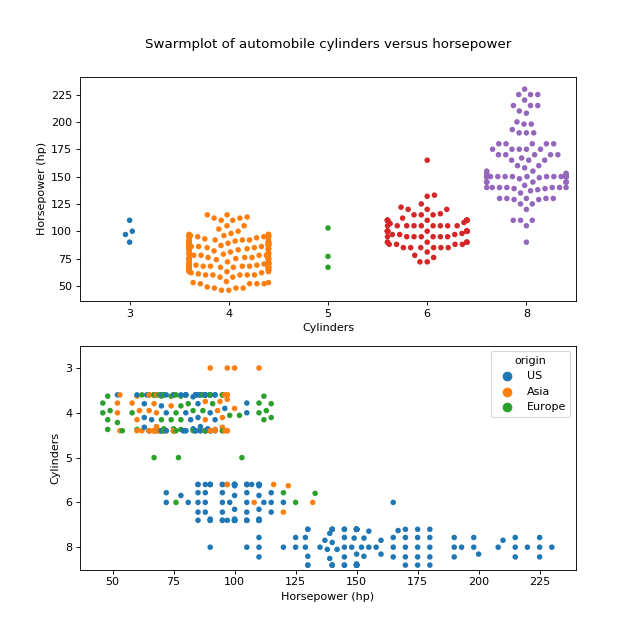 Swarmplot of automobile cylinders versus horsepower
Horsepower (hp)
225
200
175
150
125
100
75
50
3 4 5 6 8
Cylinders
Cylinders
3
4
5
6
8
origin
US
Asia
Europe
50 75 100 125 150 175 200 225
Horsepower (hp)